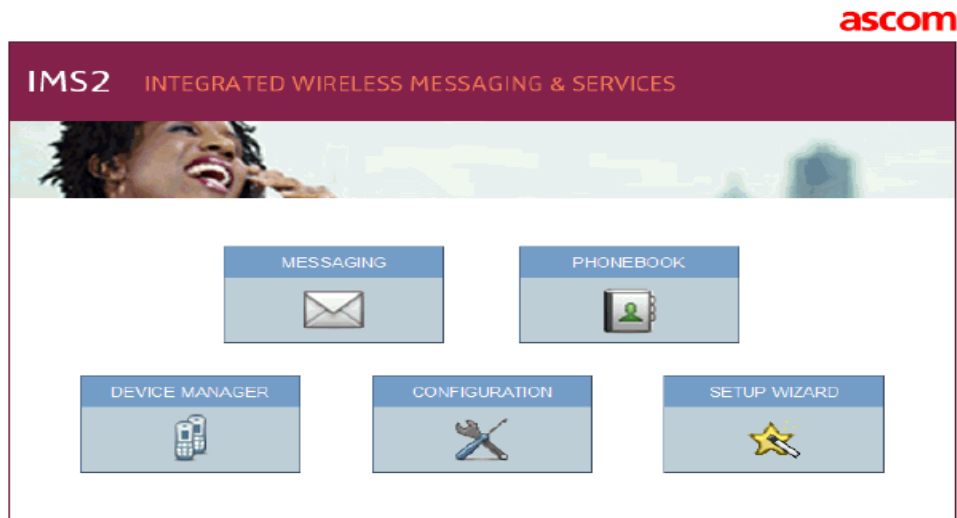 ascom
IMS2 INTEGRATED WIRELESS MESSAGING & SERVICES
MESSAGING
PHONEBOOK
DEVICE MANAGER
CONFIGURATION
SETUP WIZARD